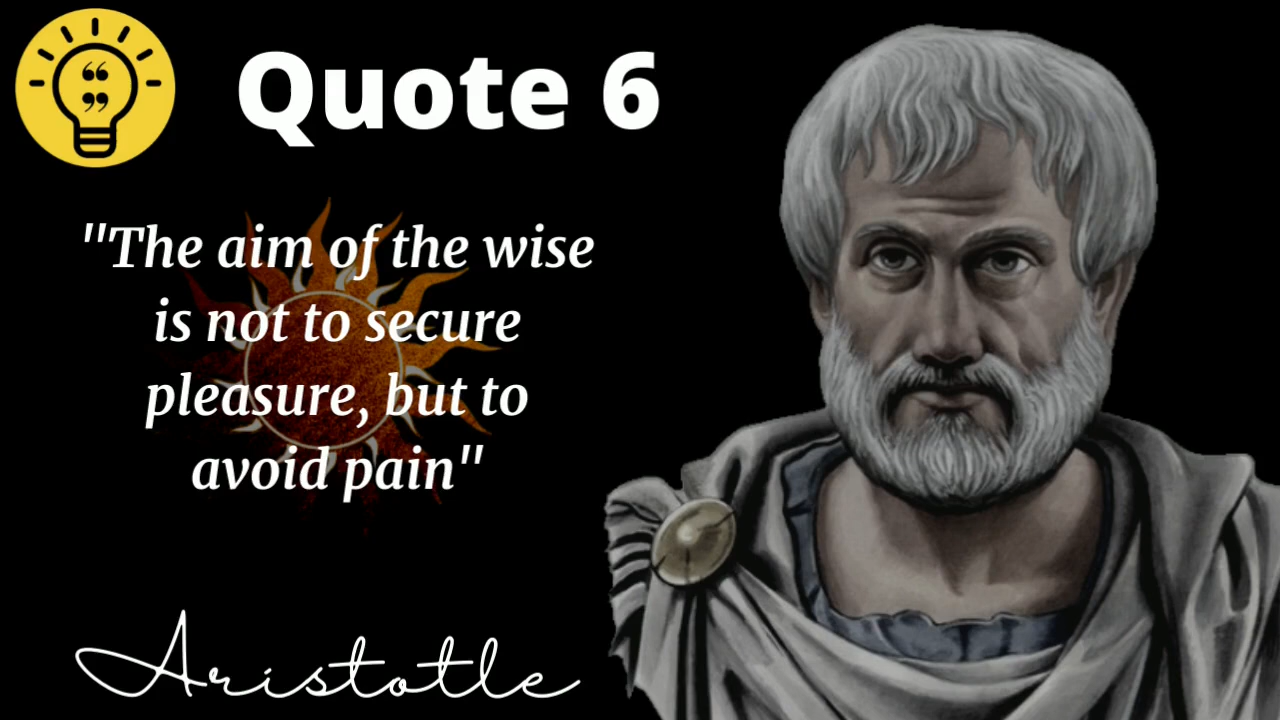 Quote 6
"The aim of the wise
is not to secure
pleasure, but to
avoid pain"
Aristotle